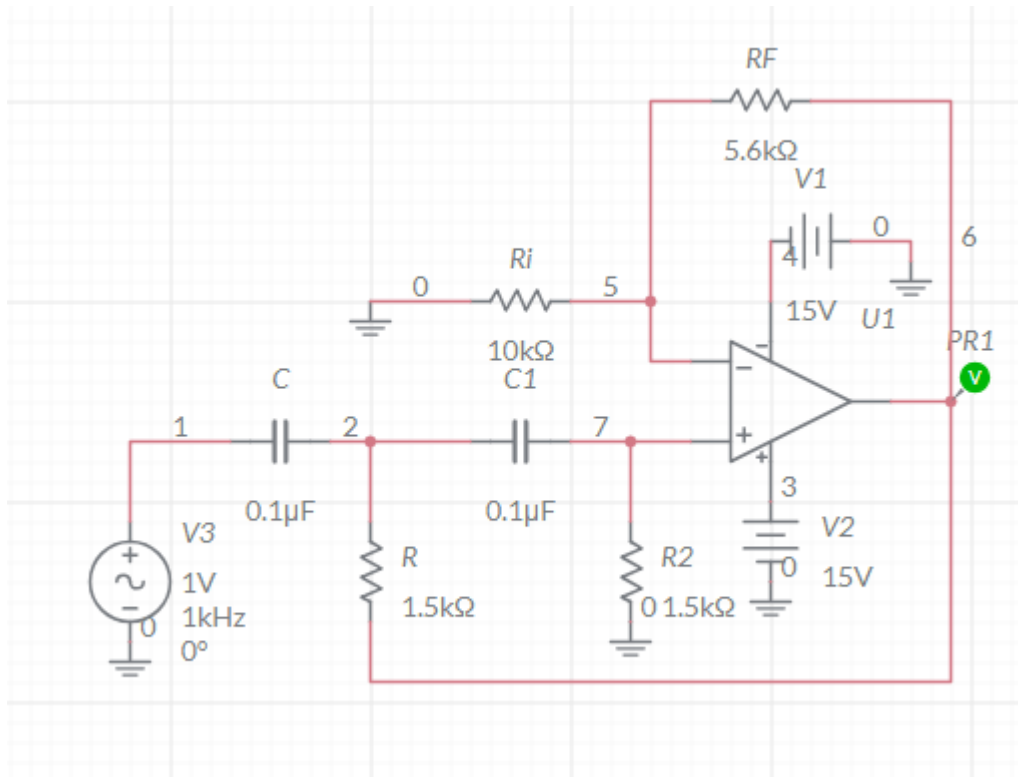 RF
5.6kΩ
V1
0
4
6
Ri
0
5
15V
U1
10kΩ
PR1
V
C
C1
−
1
2
7
−
+
+
0.1µF
0.1µF
3
V3
V2
+
1V
R
R2
0
15V
−
1kHz
1.5kΩ
0 1.5kΩ
0
0°